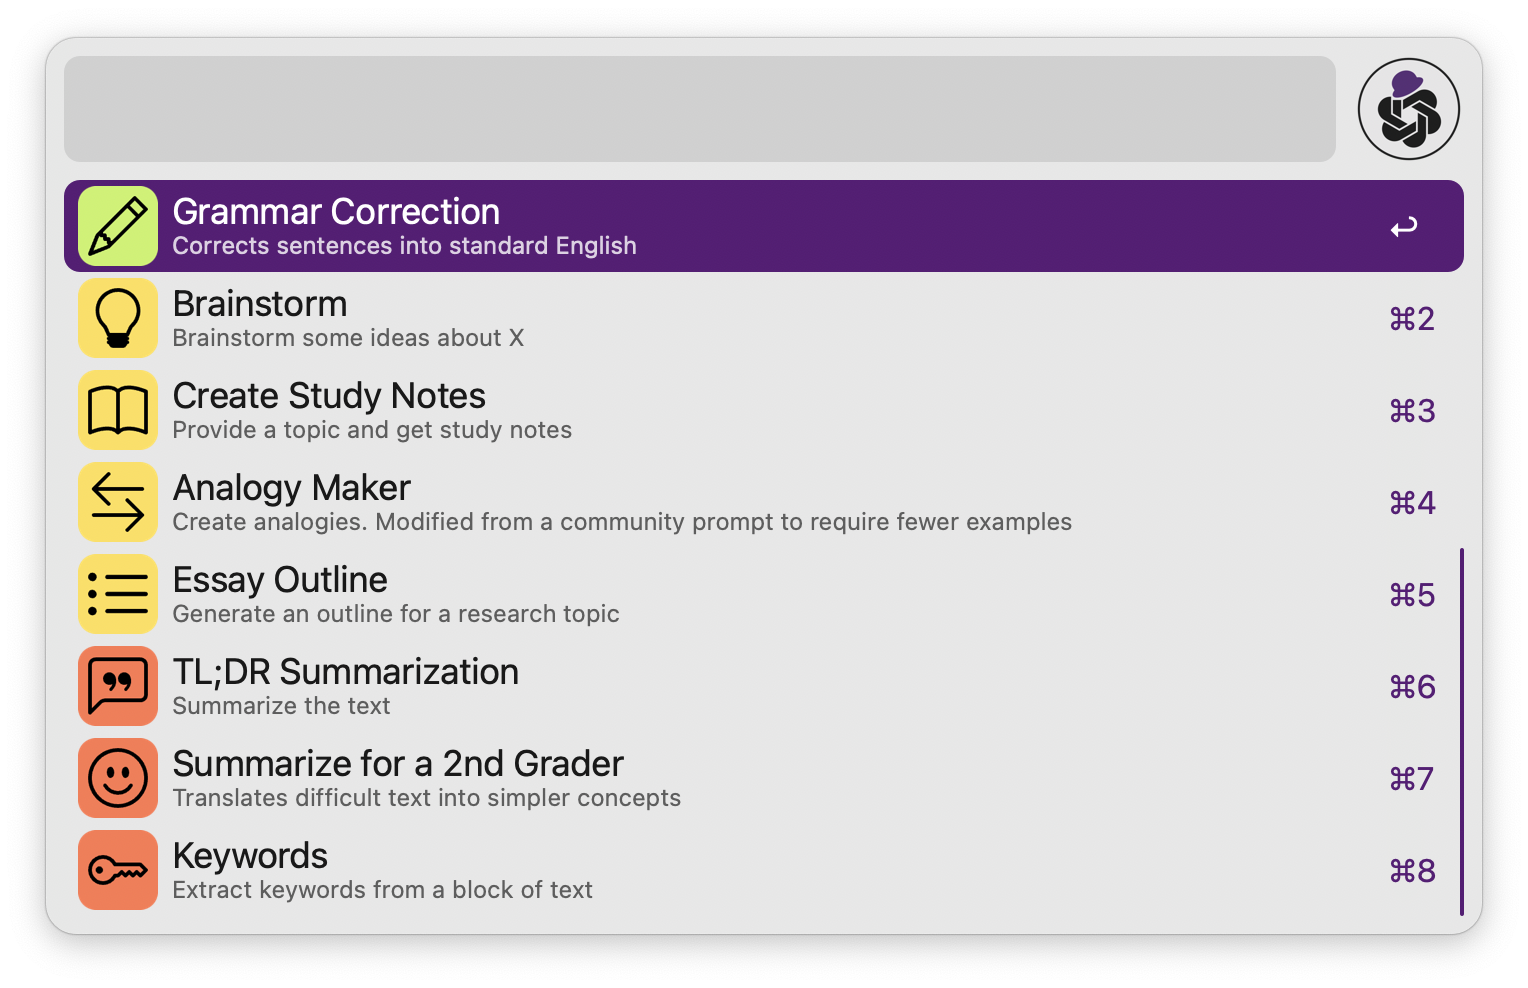 Grammar Correction
Corrects sentences into standard English
Brainstorm
Brainstorm some ideas about X
⌘2
Create Study Notes
Provide a topic and get study notes
⌘3
Analogy Maker
Create analogies. Modified from a community prompt to require fewer examples
⌘4
Essay Outline
Generate an outline for a research topic
⌘5
TL;DR Summarization
Summarize the text
⌘6
Summarize for a 2nd Grader
Translates difficult text into simpler concepts
⌘7
Keywords
Extract keywords from a block of text
⌘8